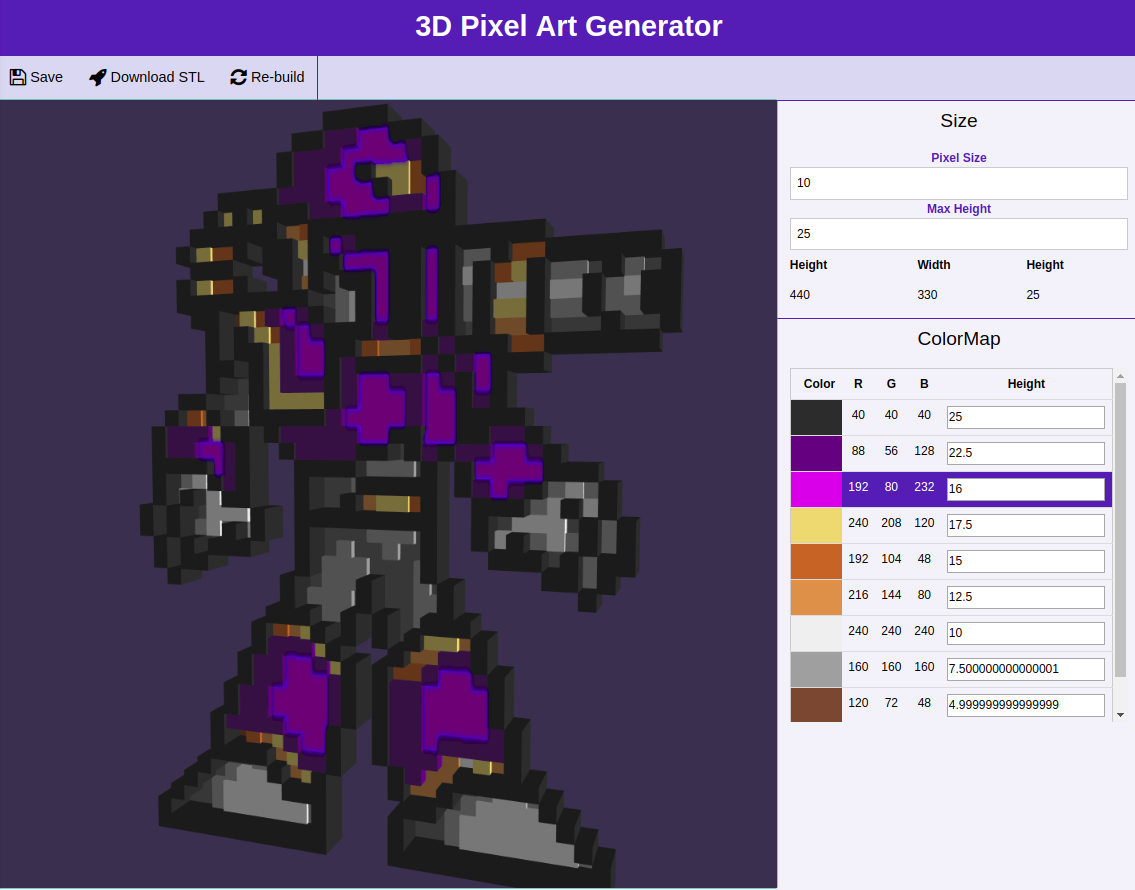 3D Pixel Art Generator
Save Download STL Re-build
Size
Pixel Size
10
Max Height
25
Height Width Height
440 330 25
ColorMap
Color R G B Height
40 40 40 25
88 56 128 22.5
192 80 232 16
240 208 120 17.5
192 104 48 15
216 144 80 12.5
240 240 240 10
160 160 160 7.500000000000001
120 72 48 4.999999999999999